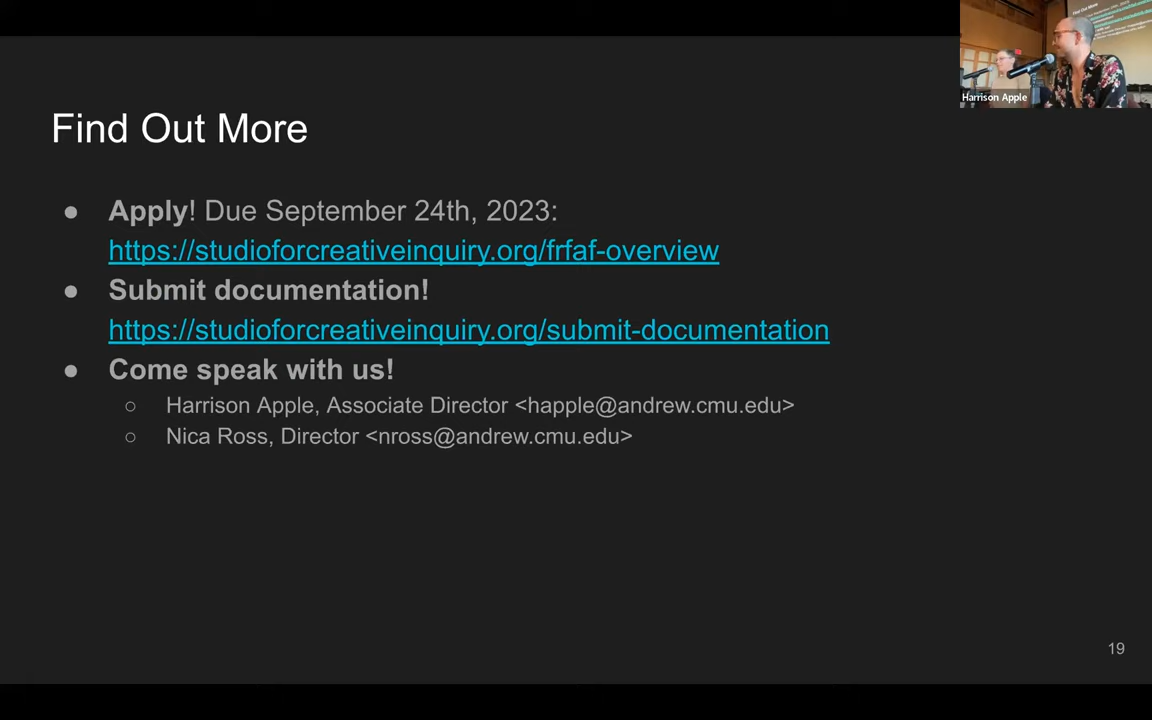 Harrison Apple
Find Out More
● Apply! Due September 24th, 2023:
https://studioforcreativeinquiry.org/frfaf-overview
● Submit documentation!
https://studioforcreativeinquiry.org/submit-documentation
● Come speak with us!
○ Harrison Apple, Associate Director <happle@andrew.cmu.edu>
○ Nica Ross, Director <nross@andrew.cmu.edu>
19